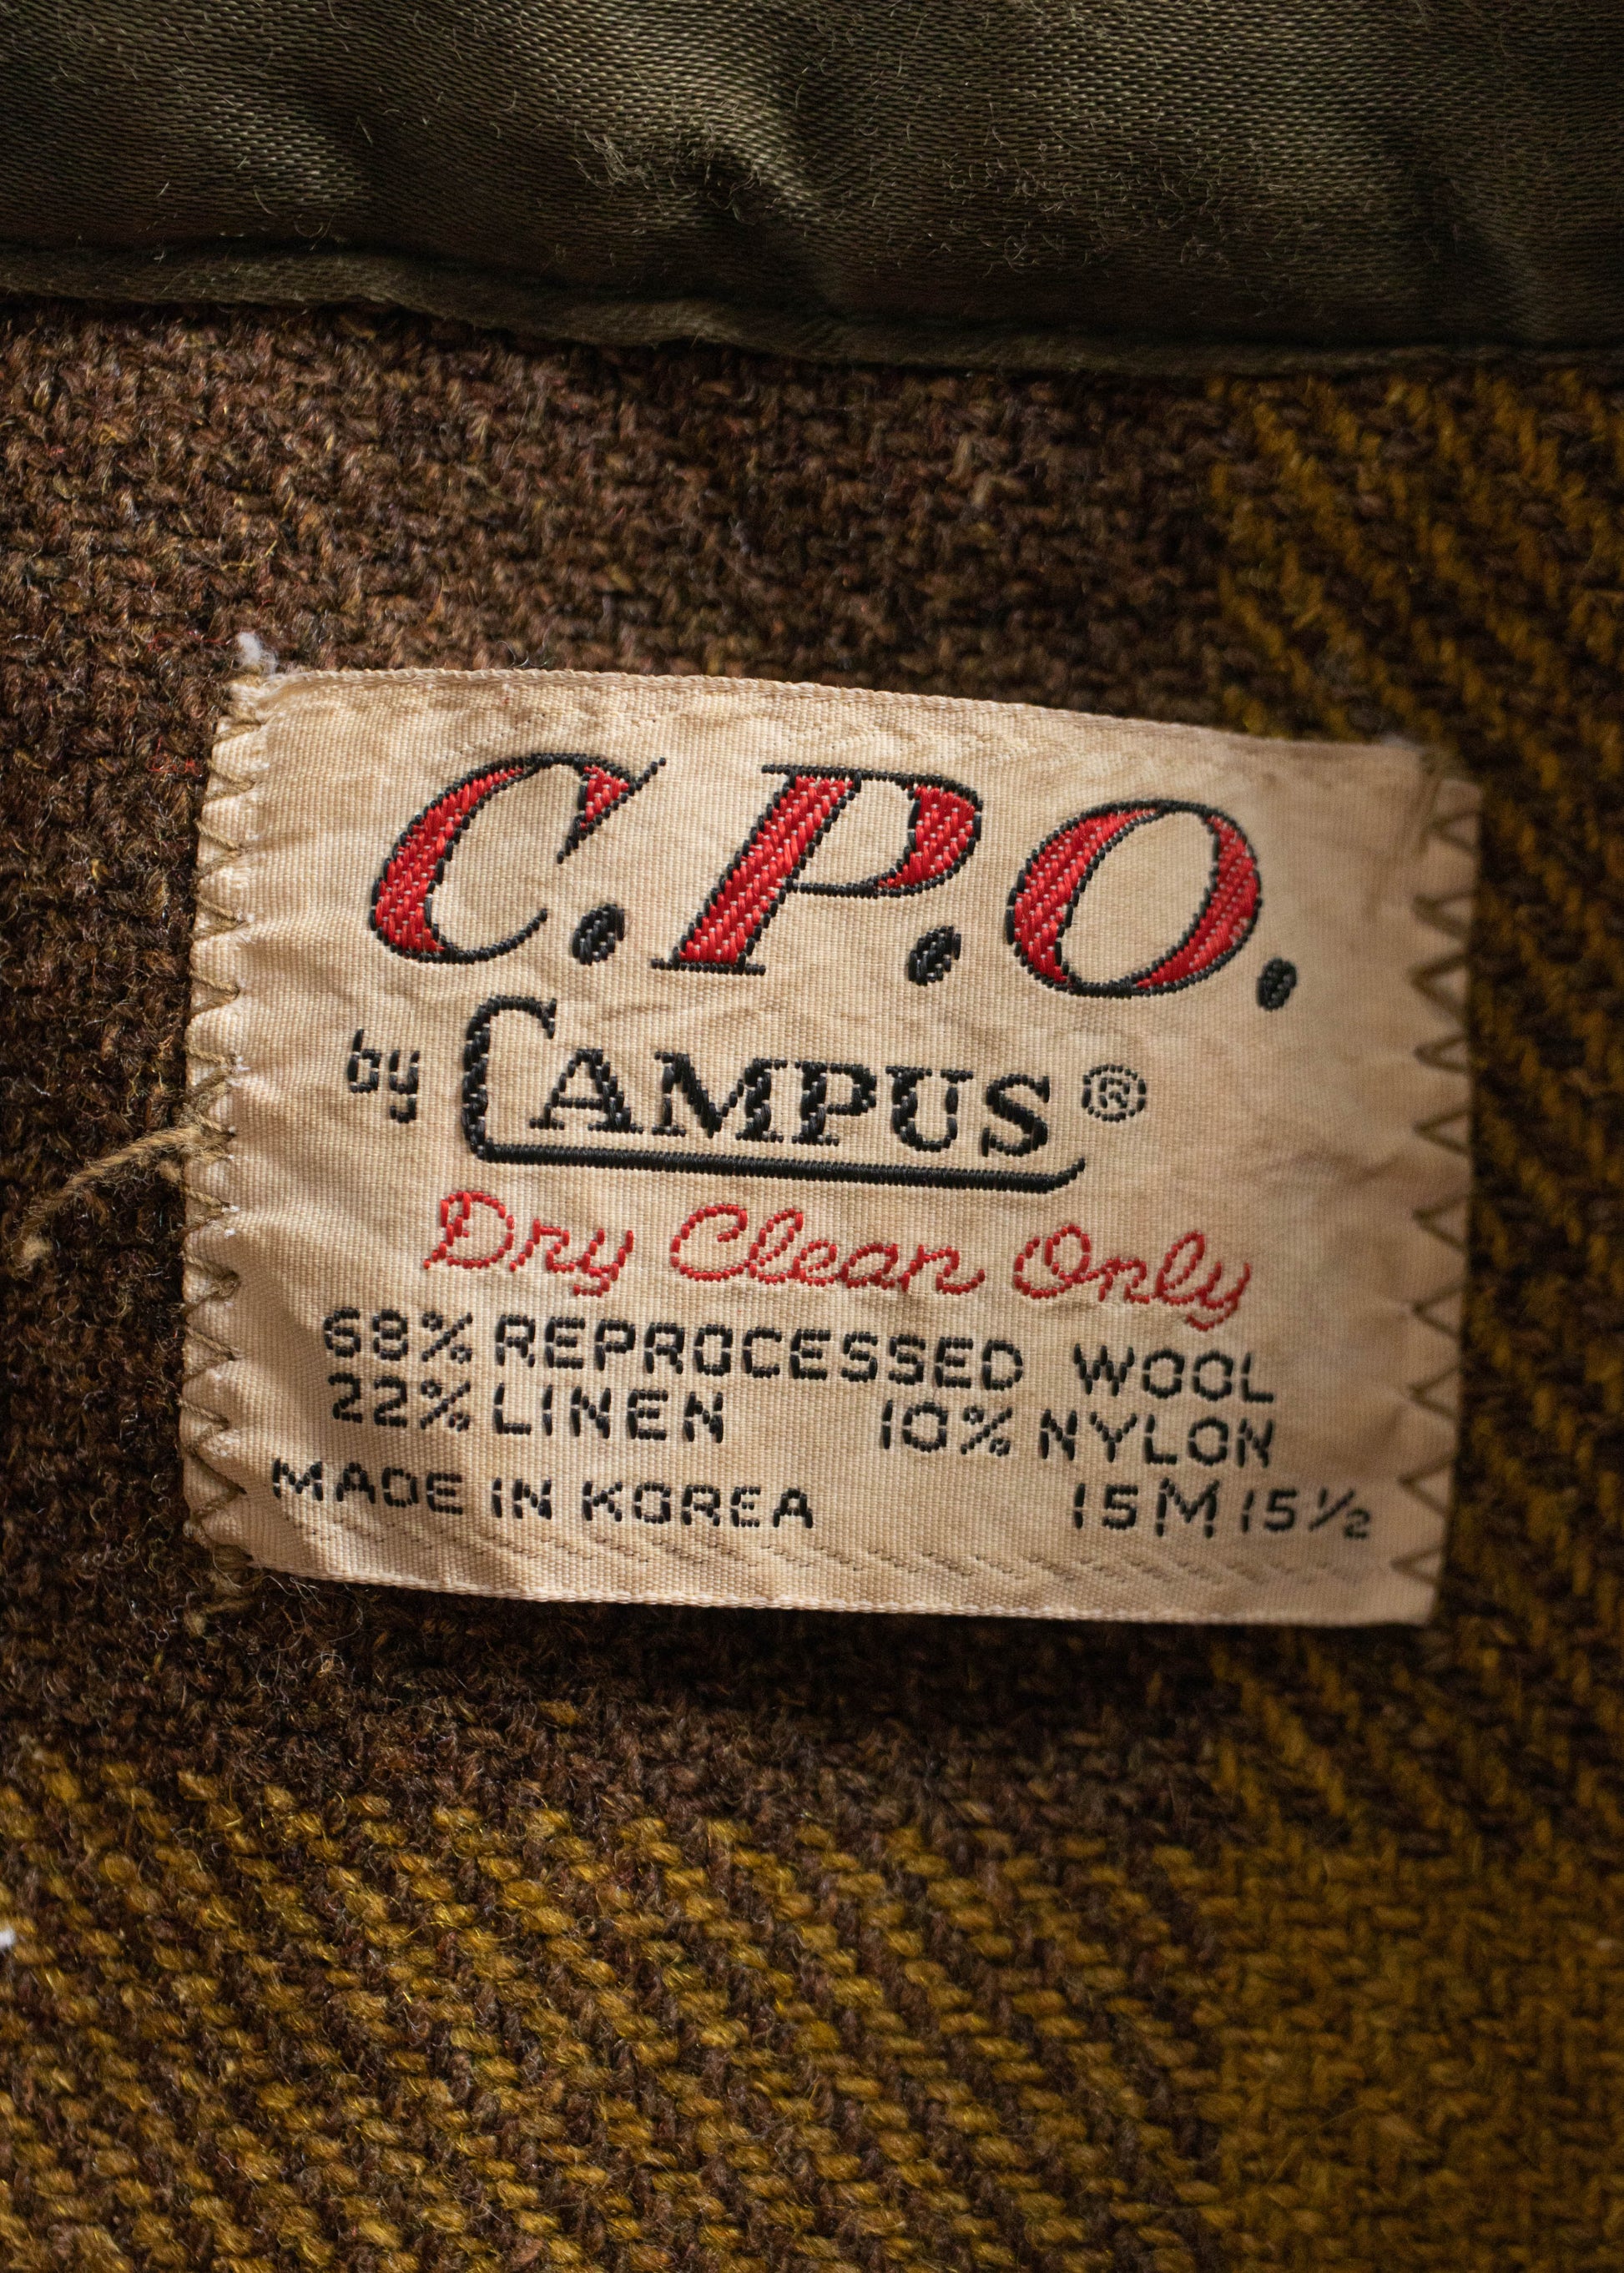 C.P.O.
by CAMPUS ®
Dry Clean Only
68% REPROCESSED WOOL
22% LINEN 10% NYLON
MADE IN KOREA 15 M 15½